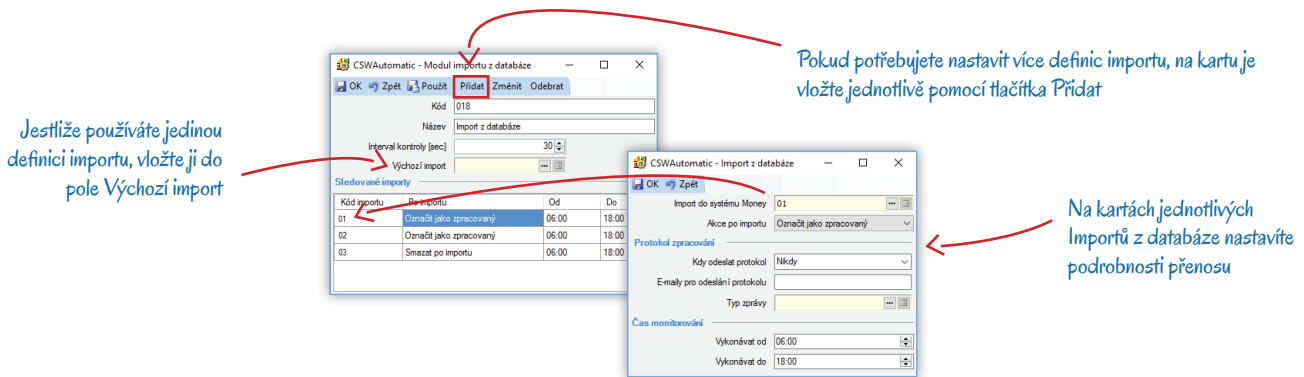 Pokud potřebujete nastavit více definic importu, na kartu je
vložte jednotlivě pomocí tlačítka Přidat
Jestliže používáte jedinou
definici importu, vložte ji do
pole Výchozí import
CSWAutomatic - Modul importu z databáze
OK Zpět Použít Přidat Změnit Odebrat
Kód 018
Název Import z databáze
Interval kontroly [sec] 30
Výchozí import
Sledované importy
Kód importu Po importu Od Do
01 Označit jako zpracovaný 06:00 18:00
02 Označit jako zpracovaný 06:00 18:00
03 Smazat po importu 06:00 18:00
CSWAutomatic - Import z databáze
OK Zpět
Import do systému Money 01
Akce po importu Označit jako zpracovaný
Protokol zpracování
Kdy odeslat protokol Nikdy
E-maily pro odeslání protokolu
Typ zprávy
Čas monitorování
Vykonávat od 06:00
Vykonávat do 18:00
Na kartách jednotlivých
Importů z databáze nastavíte
podrobnosti přenosu